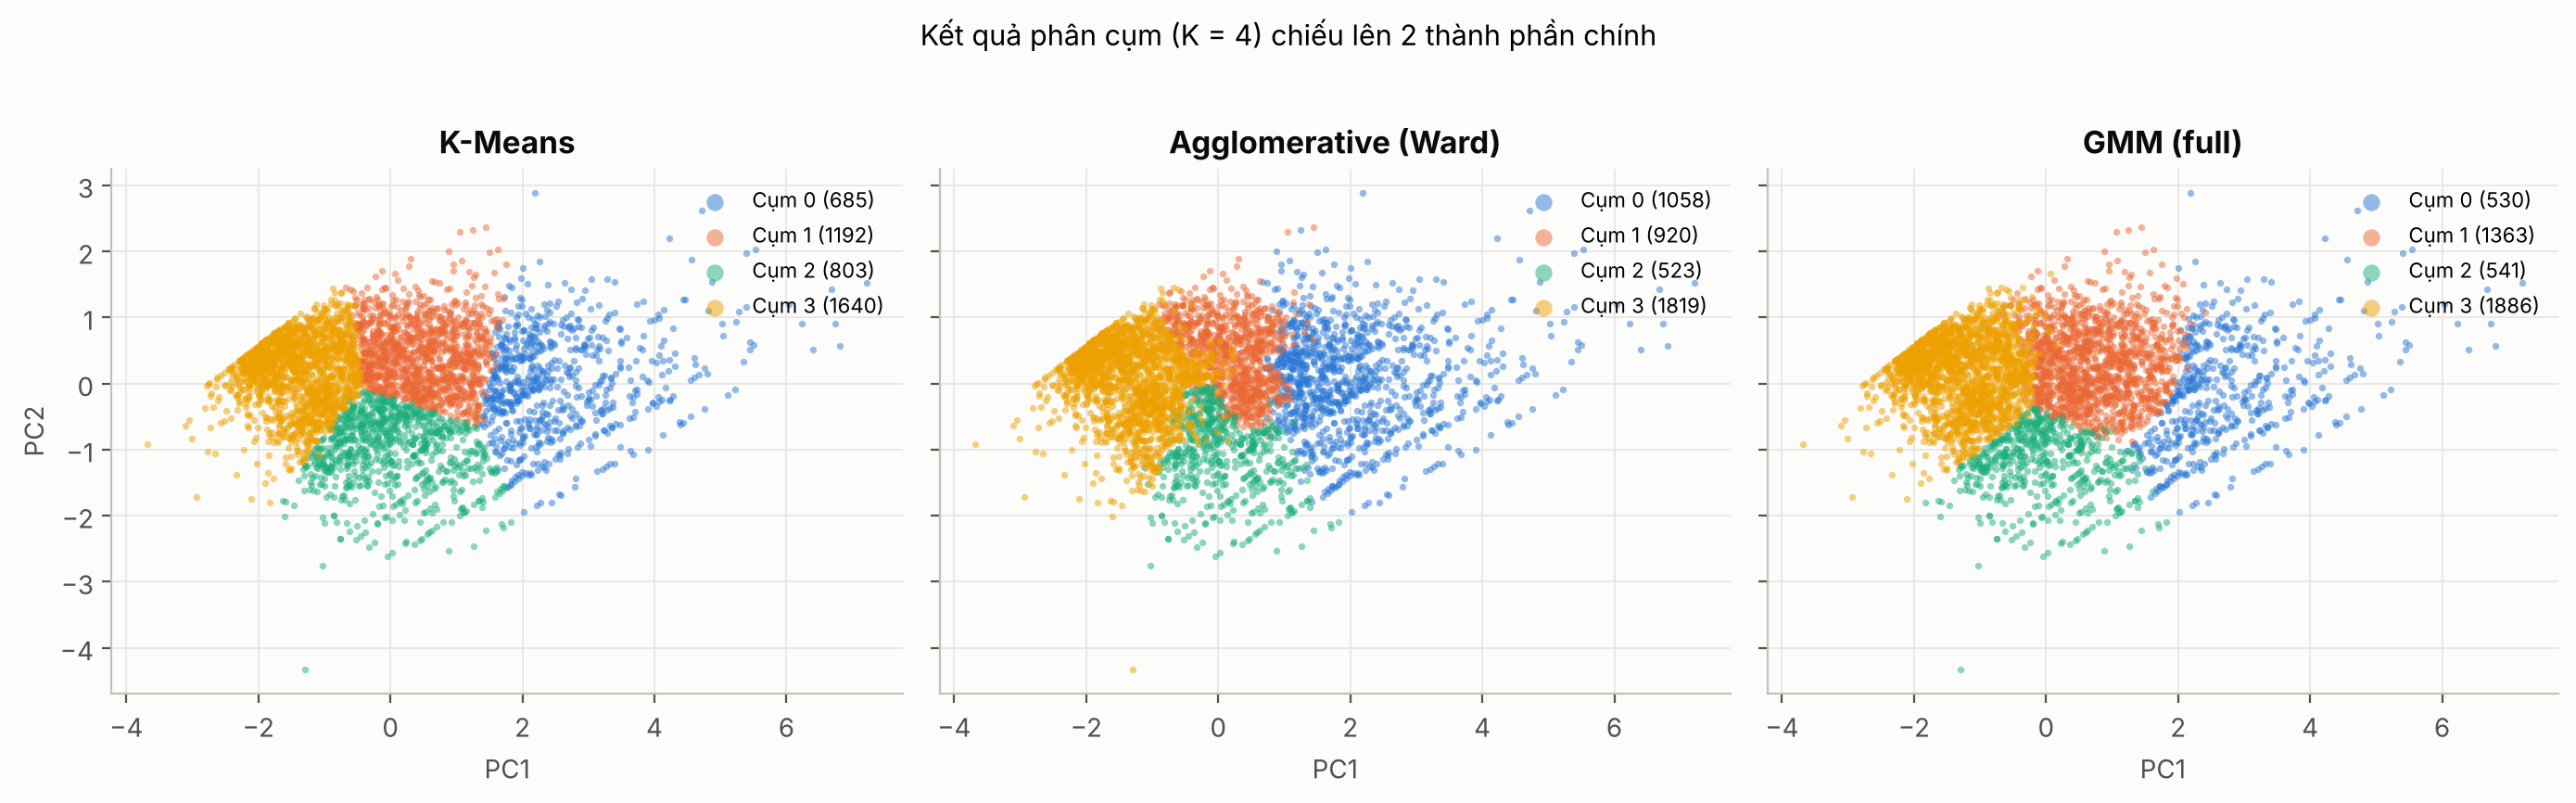 Kết quả phân cụm (K = 4) chiếu lên 2 thành phần chính
K-Means
Cụm 0 (685)
Cụm 1 (1192)
Cụm 2 (803)
Cụm 3 (1640)
3
2
1
0
−1
−2
−3
−4
PC2
−4 −2 0 2 4 6
PC1
Agglomerative (Ward)
Cụm 0 (1058)
Cụm 1 (920)
Cụm 2 (523)
Cụm 3 (1819)
−4 −2 0 2 4 6
PC1
GMM (full)
Cụm 0 (530)
Cụm 1 (1363)
Cụm 2 (541)
Cụm 3 (1886)
−4 −2 0 2 4 6
PC1